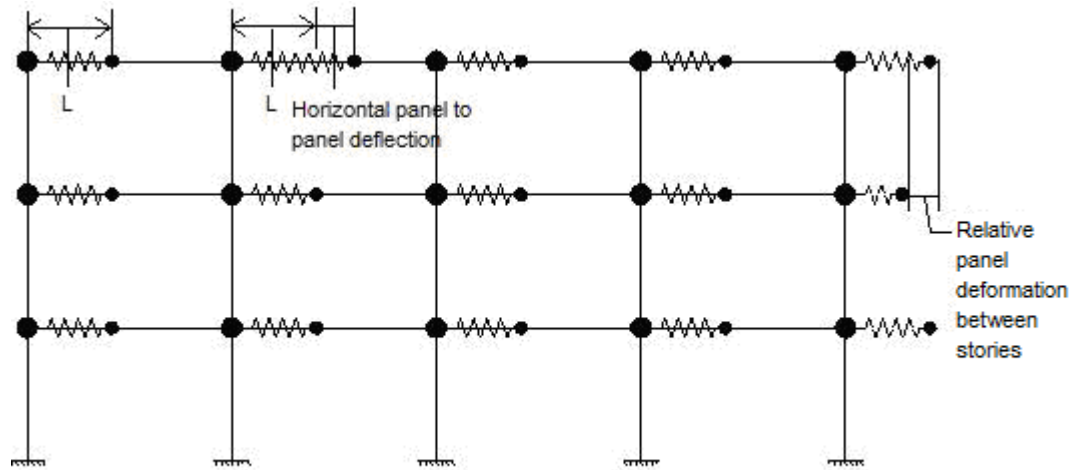 L
L
Horizontal panel to
panel deflection
Relative
panel
deformation
between
stories